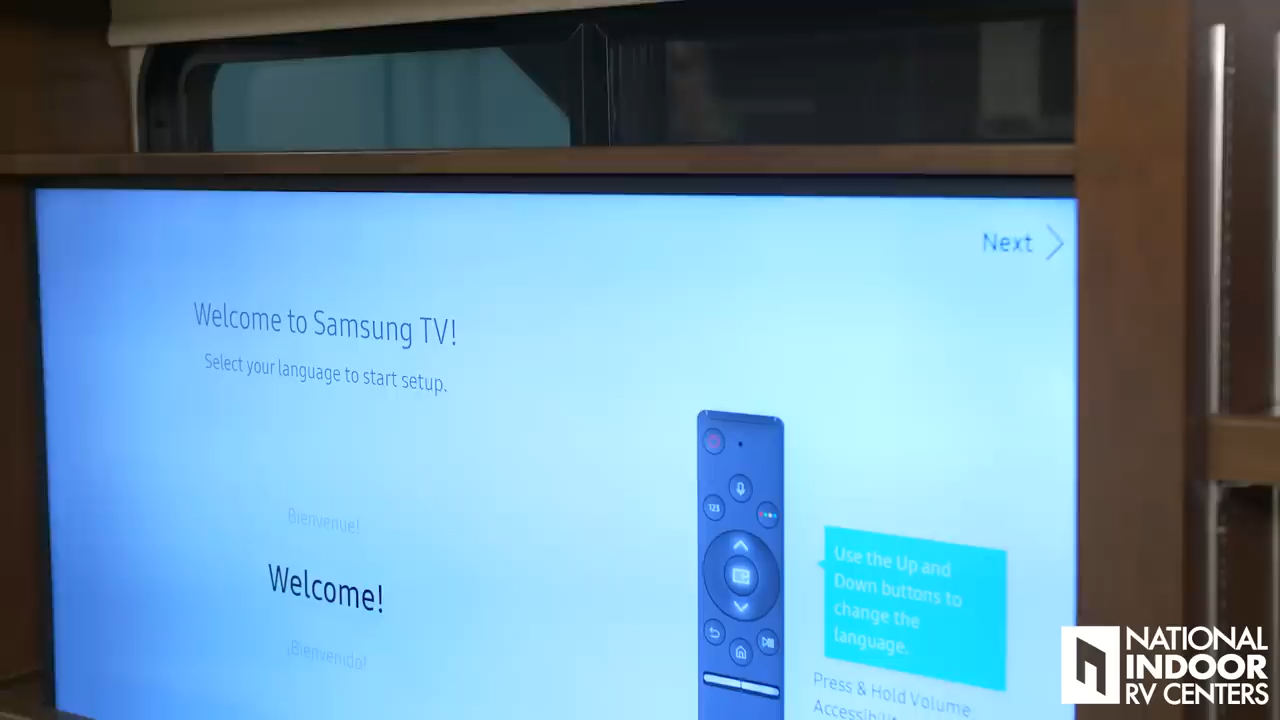 Next
Welcome to Samsung TV!
Select your language to start setup.
Bienvenue!
Welcome!
¡Bienvenido!
123
Use the Up and
Down buttons to
change the
language.
Press & Hold Volume
NATIONAL
INDOOR
RV CENTERS